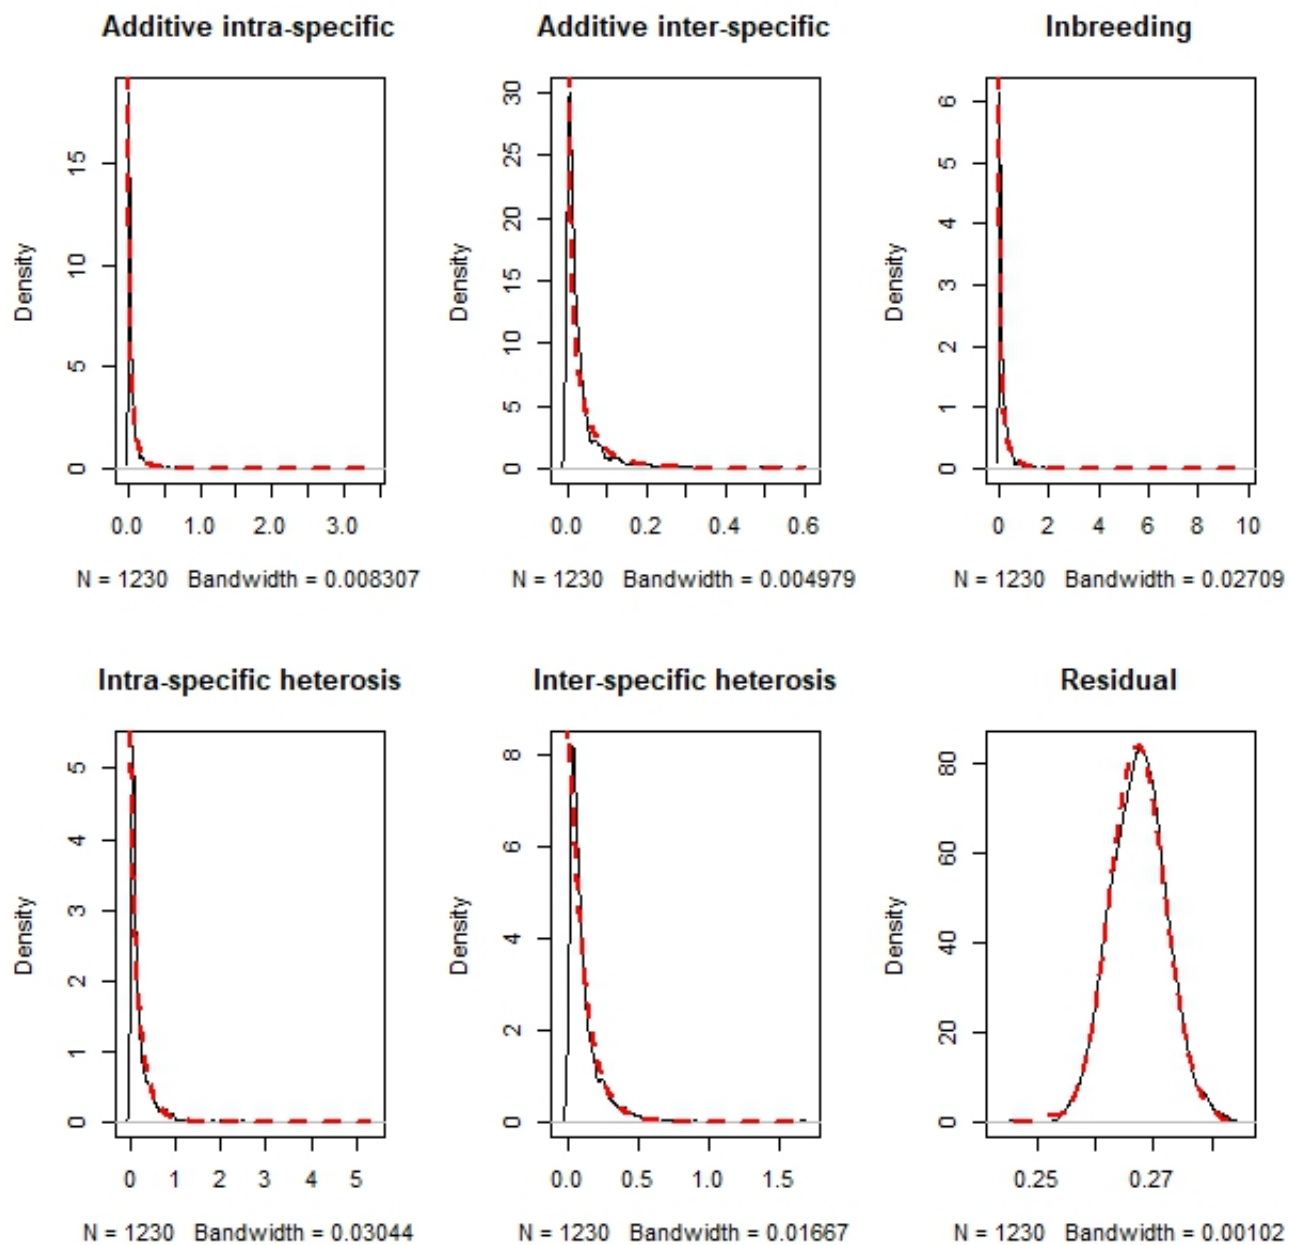 Additive intra-specific
Density
0 5 10 15
0.0 1.0 2.0 3.0
N = 1230 Bandwidth = 0.008307
Additive inter-specific
Density
0 5 10 15 20 25 30
0.0 0.2 0.4 0.6
N = 1230 Bandwidth = 0.004979
Inbreeding
Density
0 1 2 3 4 5 6
0 2 4 6 8 10
N = 1230 Bandwidth = 0.02709
Intra-specific heterosis
Density
0 1 2 3 4 5
0 1 2 3 4 5
N = 1230 Bandwidth = 0.03044
Inter-specific heterosis
Density
0 2 4 6 8
0.0 0.5 1.0 1.5
N = 1230 Bandwidth = 0.01667
Residual
Density
0 20 40 60 80
0.25 0.27
N = 1230 Bandwidth = 0.00102